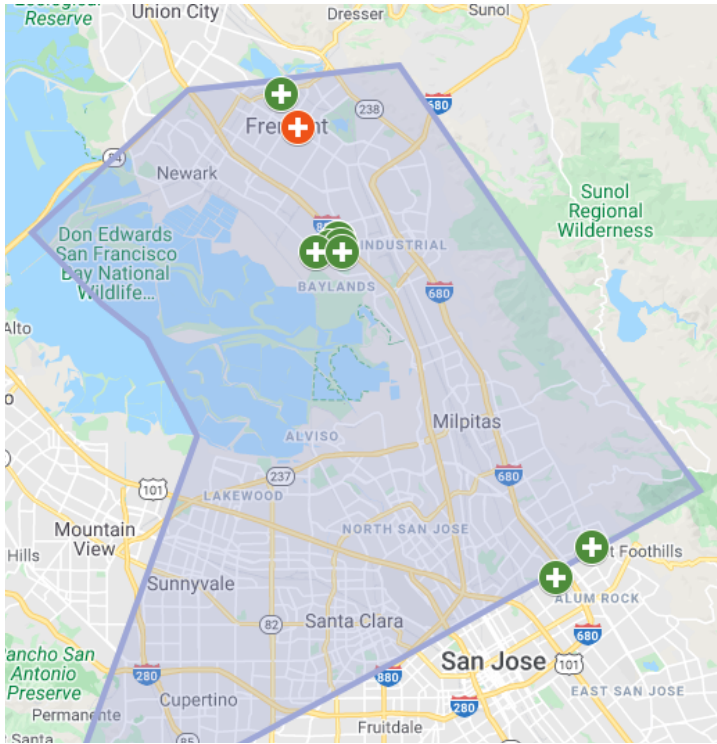 Ecological
Reserve
Union City
Dresser
Sunol
680
238
84
Newark
Sunol
Regional
Wilderness
Don Edwards
San Francisco
Bay National
Wildlife...
INDUSTRIAL
BAYLANDS
680
Alto
Milpitas
ALVISO
237
680
101
LAKEWOOD
NORTH SAN JOSE
Mountain
View
Hills
t Foothills
Sunnyvale
ALUM ROCK
82
Santa Clara
680
San Jose
101
Rancho San
Antonio
Preserve
280
880
280
EAST SAN JOSE
Cupertino
Permanente
Fruitdale
Santa
85